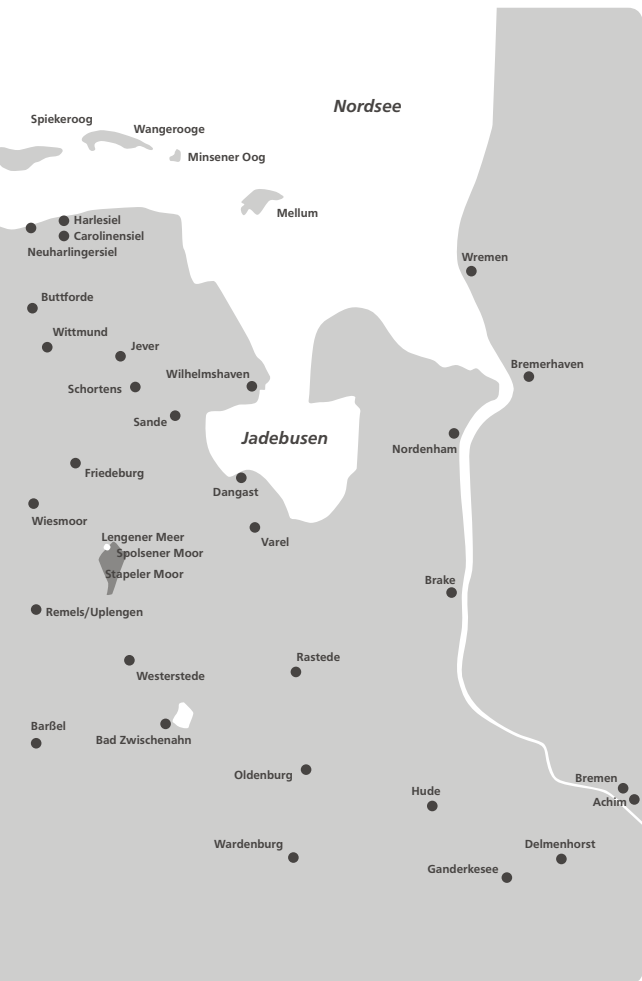 Nordsee
Spiekeroog
Wangerooge
Minsener Oog
Mellum
Harlesiel
Carolinensiel
Neuharlingersiel
Wremen
Buttforde
Wittmund
Jever
Bremerhaven
Wilhelmshaven
Schortens
Sande
Jadebusen
Nordenham
Friedeburg
Dangast
Wiesmoor
Lengener Meer
Varel
Spolsener Moor
Stapeler Moor
Brake
Remels/Uplengen
Rastede
Westerstede
Barßel
Bad Zwischenahn
Oldenburg
Bremen
Hude
Achim
Wardenburg
Delmenhorst
Ganderkesee